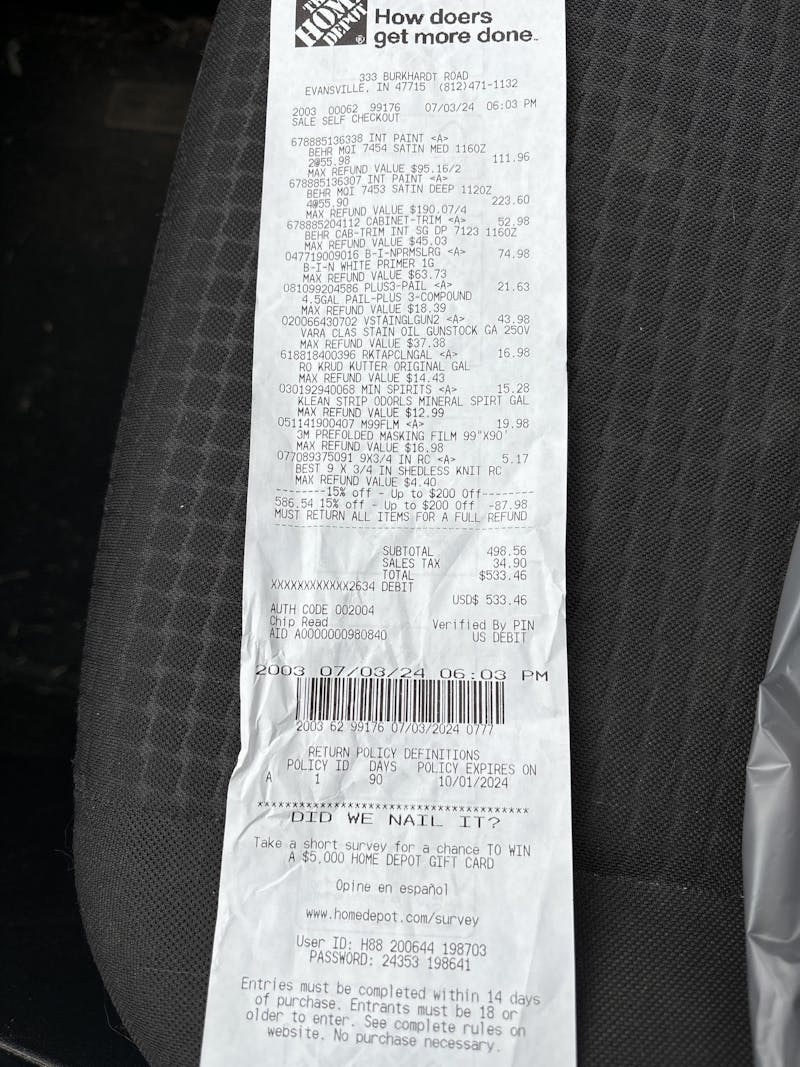 THE
HOME
DEPOT
®
How doers
get more done™
333 BURKHARDT ROAD
EVANSVILLE, IN 47715 (812)471-1132
2003 00062 99176 07/03/24 06:03 PM
SALE SELF CHECKOUT
678885136338 INT PAINT <A>
BEHR MQI 7454 SATIN MED 116OZ
2@55.98 111.96
MAX REFUND VALUE $95.16/2
678885136307 INT PAINT <A>
BEHR MQI 7453 SATIN DEEP 112OZ
4@55.90 223.60
MAX REFUND VALUE $190.07/4
678885204112 CABINET-TRIM <A> 52.98
BEHR CAB-TRIM INT SG DP 7123 116OZ
MAX REFUND VALUE $45.03
047719009016 B-I-NPRMSLRG <A> 74.98
B-I-N WHITE PRIMER 1G
MAX REFUND VALUE $63.73
081099204586 PLUS3-PAIL <A> 21.63
4.5GAL PAIL-PLUS 3-COMPOUND
MAX REFUND VALUE $18.39
020066430702 VSTAINGLGUN2 <A> 43.98
VARA CLAS STAIN OIL GUNSTOCK GA 250V
MAX REFUND VALUE $37.38
618818400396 RKTAPCLNGAL <A> 16.98
RO KRUD KUTTER ORIGINAL GAL
MAX REFUND VALUE $14.43
030192940068 MIN SPIRITS <A> 15.28
KLEAN STRIP ODORLS MINERAL SPIRT GAL
MAX REFUND VALUE $12.99
051141900407 M99FLM <A> 19.98
3M PREFOLDED MASKING FILM 99"X90'
MAX REFUND VALUE $16.98
077089375091 9X3/4 IN RC <A> 5.17
BEST 9 X 3/4 IN SHEDLESS KNIT RC
MAX REFUND VALUE $4.40
--------15% off - Up to $200 Off--------
586.54 15% off - Up to $200 Off -87.98
MUST RETURN ALL ITEMS FOR A FULL REFUND
SUBTOTAL 498.56
SALES TAX 34.90
TOTAL $533.46
XXXXXXXXXXXX2634 DEBIT
USD$ 533.46
AUTH CODE 002004
Chip Read Verified By PIN
AID A0000000980840 US DEBIT
2003 07/03/24 06:03 PM
2003 62 99176 07/03/2024 0777
RETURN POLICY DEFINITIONS
POLICY ID DAYS POLICY EXPIRES ON
A 1 90 10/01/2024
****************************************
DID WE NAIL IT?
Take a short survey for a chance TO WIN
A $5,000 HOME DEPOT GIFT CARD
Opine en español
www.homedepot.com/survey
User ID: H88 200644 198703
PASSWORD: 24353 198641
Entries must be completed within 14 days
of purchase. Entrants must be 18 or
older to enter. See complete rules on
website. No purchase necessary.